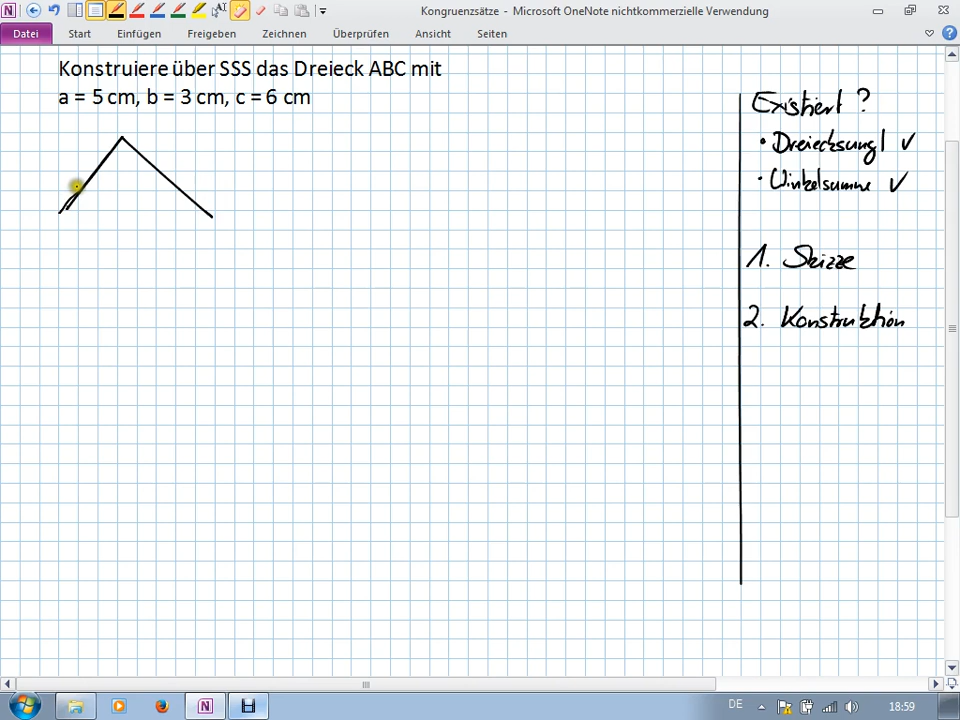 Kongruenzsätze - Microsoft OneNote nichtkommerzielle Verwendung
Datei Start Einfügen Freigeben Zeichnen Überprüfen Ansicht Seiten
Konstruiere über SSS das Dreieck ABC mit
a = 5 cm, b = 3 cm, c = 6 cm
Existiert ?
• Dreiecksungl ✓
• Winkelsumme ✓
1. Skizze
2. Konstruktion
DE 18:59